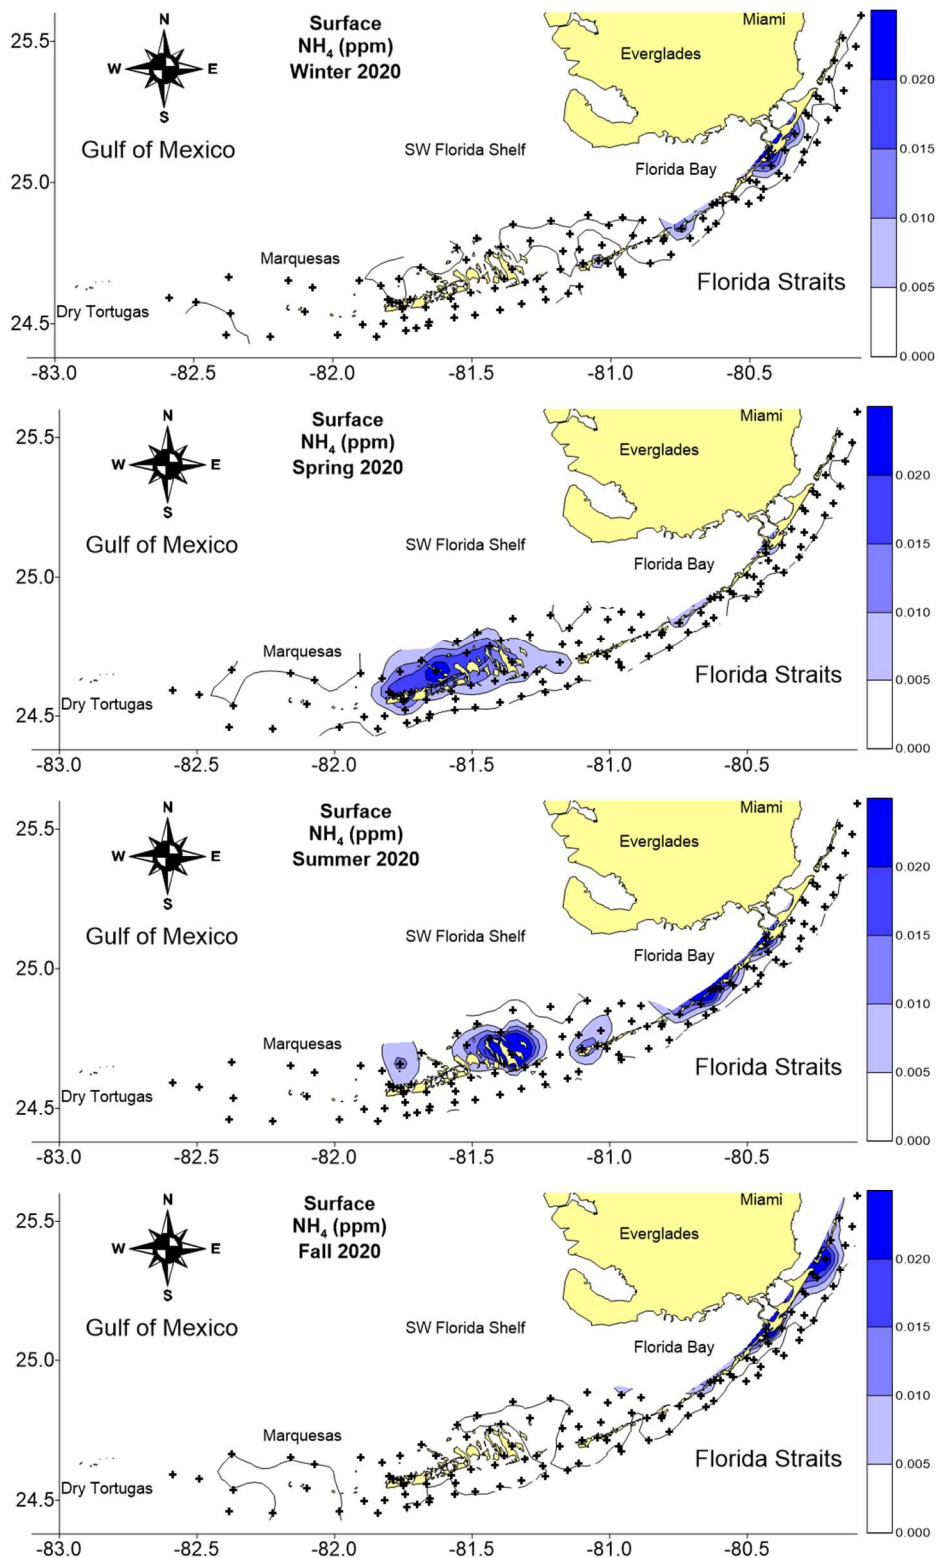 Surface
NH4 (ppm)
Winter 2020
N
W E
S
Miami
Everglades
Gulf of Mexico
SW Florida Shelf
Florida Bay
Marquesas
Florida Straits
Dry Tortugas
25.5
25.0
24.5
-83.0 -82.5 -82.0 -81.5 -81.0 -80.5
0.020
0.015
0.010
0.005
0.000
Surface
NH4 (ppm)
Spring 2020
N
W E
S
Miami
Everglades
Gulf of Mexico
SW Florida Shelf
Florida Bay
Marquesas
Florida Straits
Dry Tortugas
25.5
25.0
24.5
-83.0 -82.5 -82.0 -81.5 -81.0 -80.5
0.020
0.015
0.010
0.005
0.000
Surface
NH4 (ppm)
Summer 2020
N
W E
S
Miami
Everglades
Gulf of Mexico
SW Florida Shelf
Florida Bay
Marquesas
Florida Straits
Dry Tortugas
25.5
25.0
24.5
-83.0 -82.5 -82.0 -81.5 -81.0 -80.5
0.020
0.015
0.010
0.005
0.000
Surface
NH4 (ppm)
Fall 2020
N
W E
S
Miami
Everglades
Gulf of Mexico
SW Florida Shelf
Florida Bay
Marquesas
Florida Straits
Dry Tortugas
25.5
25.0
24.5
-83.0 -82.5 -82.0 -81.5 -81.0 -80.5
0.020
0.015
0.010
0.005
0.000